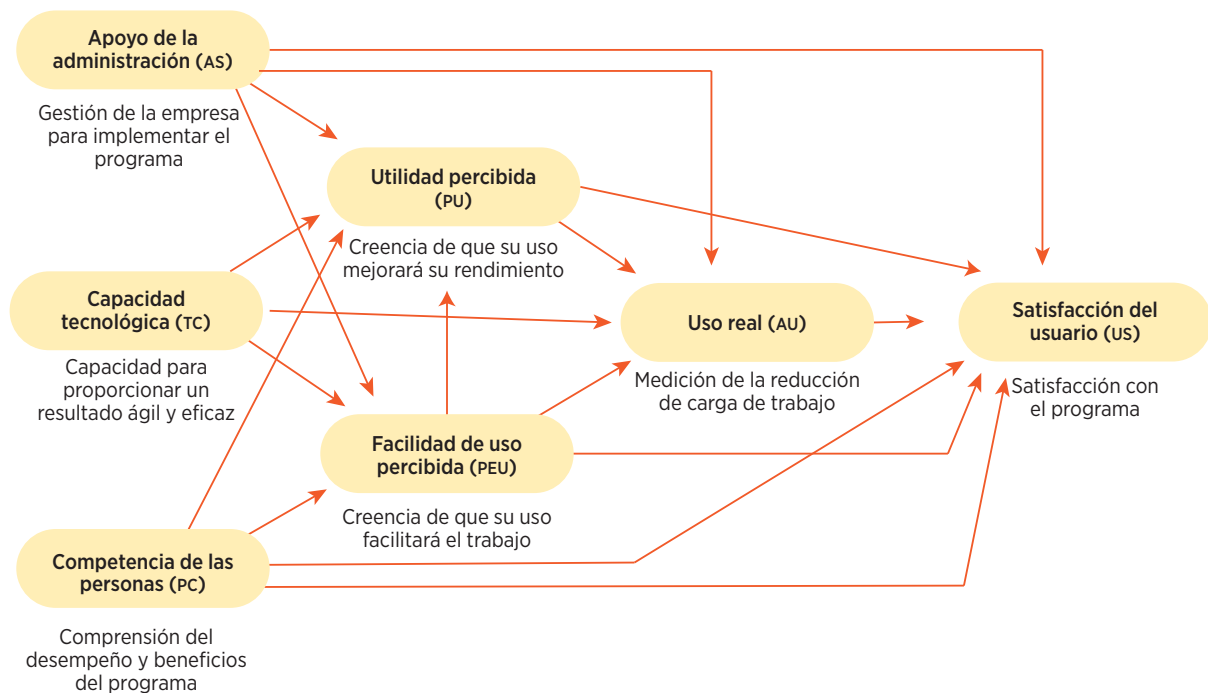 Apoyo de la
administración (AS)
Gestión de la empresa
para implementar el
programa
Utilidad percibida
(PU)
Creencia de que su uso
mejorará su rendimiento
Capacidad
tecnológica (TC)
Capacidad para
proporcionar un
resultado ágil y eficaz
Uso real (AU)
Medición de la reducción
de carga de trabajo
Satisfacción del
usuario (US)
Satisfacción con
el programa
Facilidad de uso
percibida (PEU)
Creencia de que su uso
facilitará el trabajo
Competencia de las
personas (PC)
Comprensión del
desempeño y beneficios
del programa